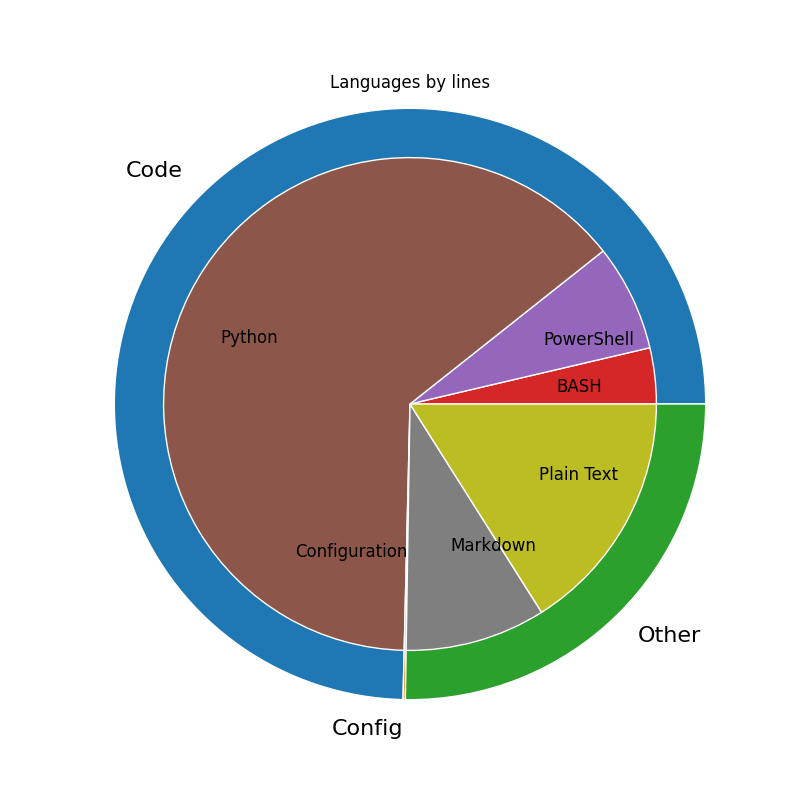 Languages by lines
Code
Python
PowerShell
BASH
Plain Text
Markdown
Configuration
Other
Config